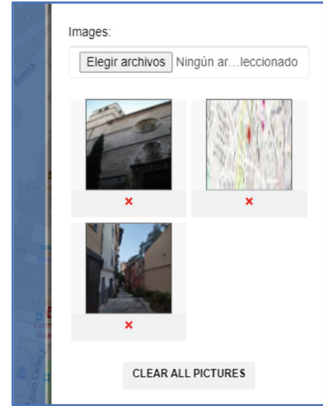 Images:
Elegir archivos Ningún ar...leccionado
×
×
×
CLEAR ALL PICTURES